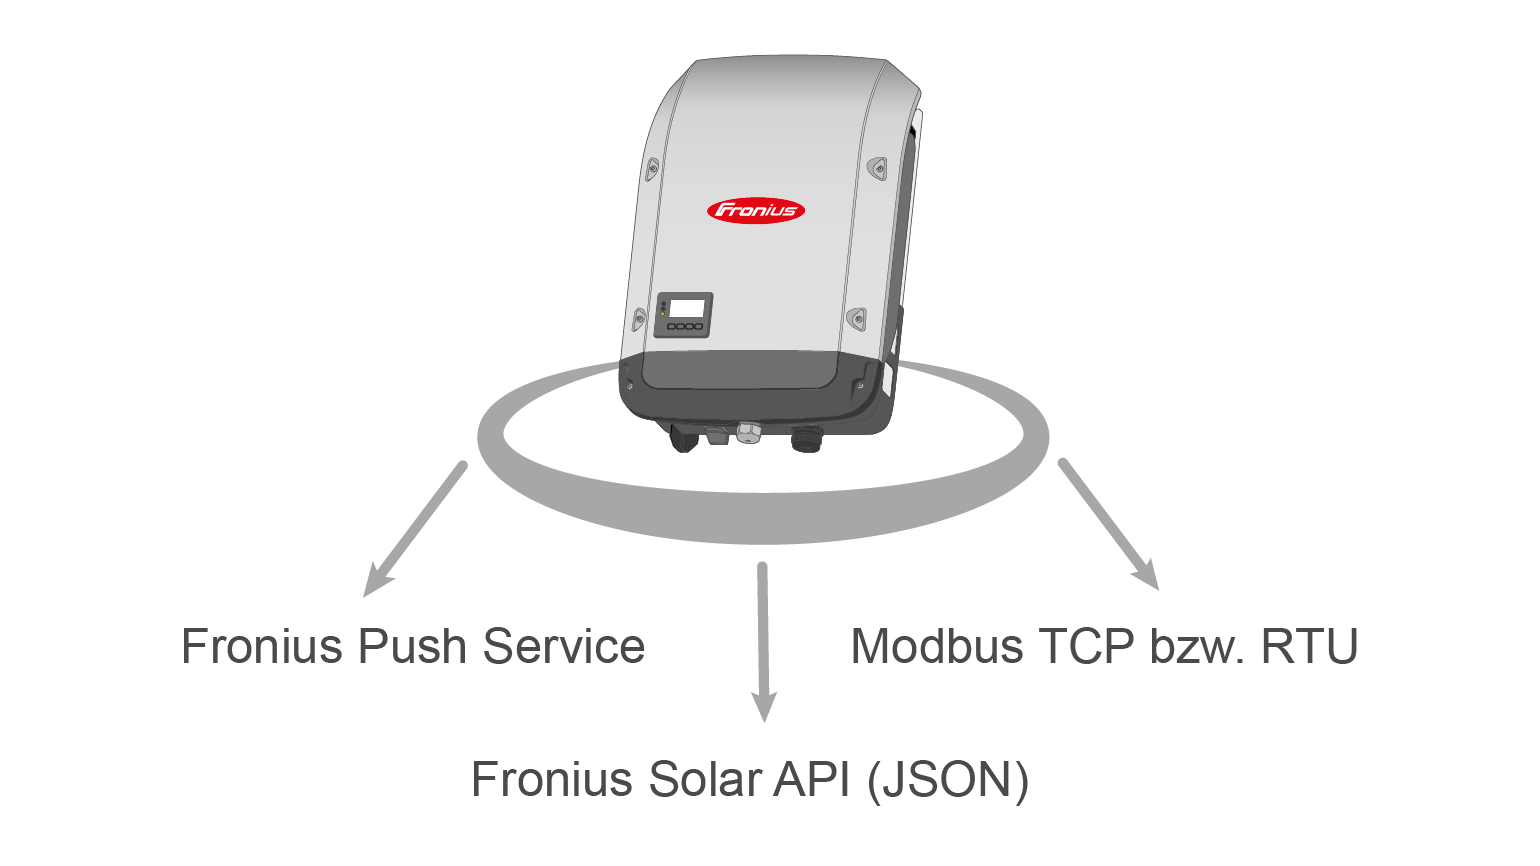 Fronius
Fronius Push Service
Modbus TCP bzw. RTU
Fronius Solar API (JSON)